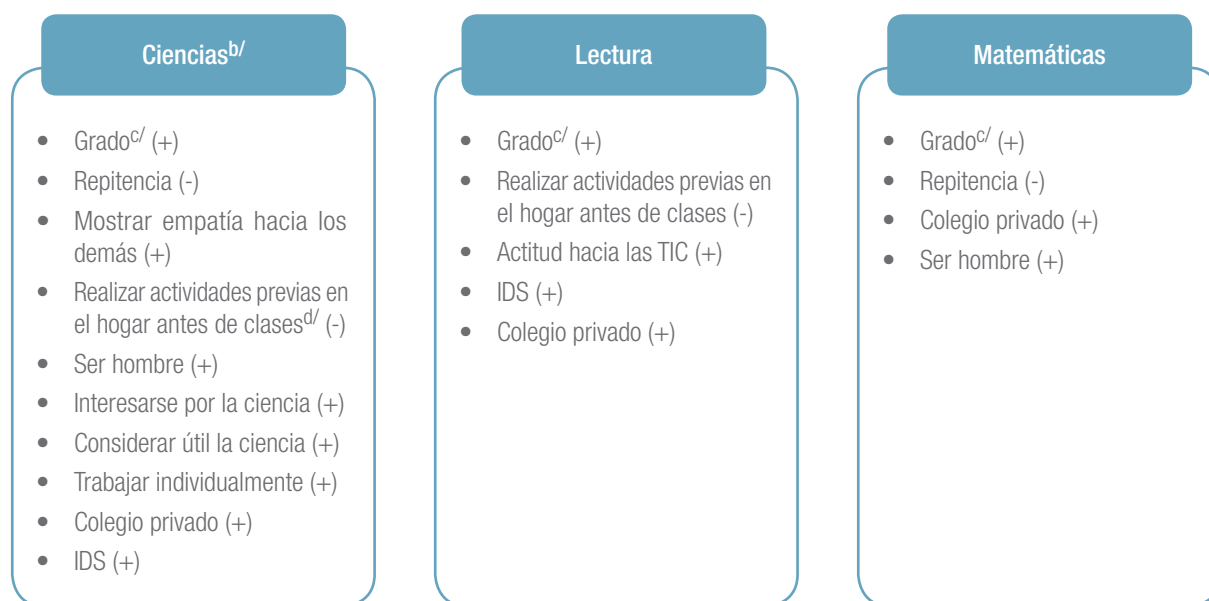 Ciencias b/
• Grado c/ (+)
• Repitencia (-)
• Mostrar empatía hacia los
demás (+)
• Realizar actividades previas en
el hogar antes de clases d/ (-)
• Ser hombre (+)
• Interesarse por la ciencia (+)
• Considerar útil la ciencia (+)
• Trabajar individualmente (+)
• Colegio privado (+)
• IDS (+)
Lectura
• Grado c/ (+)
• Realizar actividades previas en
el hogar antes de clases (-)
• Actitud hacia las TIC (+)
• IDS (+)
• Colegio privado (+)
Matemáticas
• Grado c/ (+)
• Repitencia (-)
• Colegio privado (+)
• Ser hombre (+)